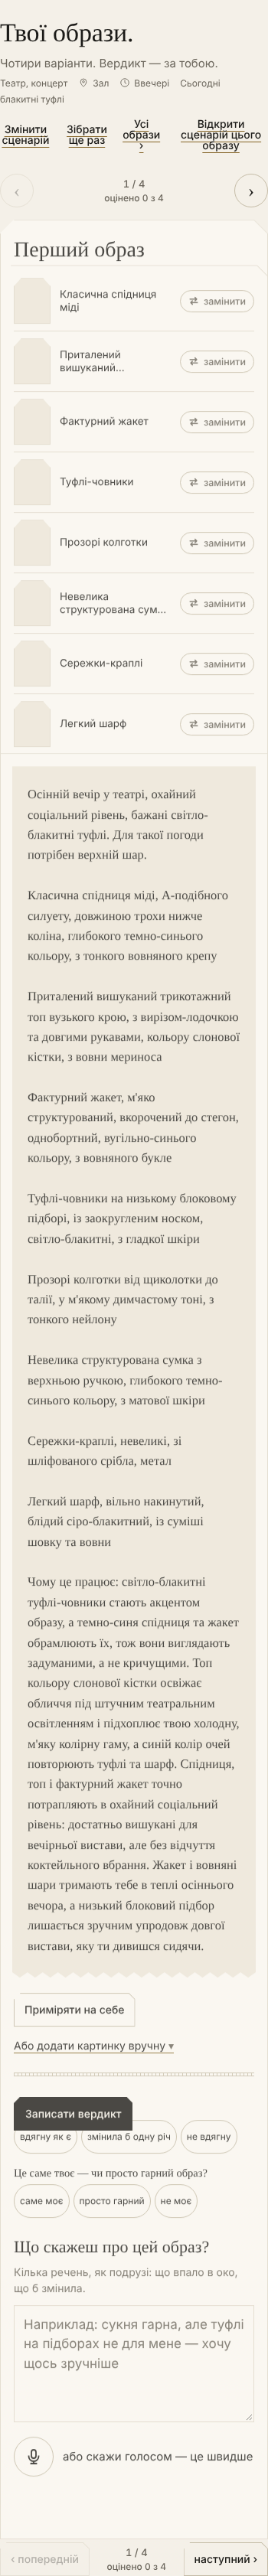 Твої образи.
Чотири варіанти. Вердикт — за тобою.
Театр, концерт Зал Ввечері Сьогодні
блакитні туфлі
Змінити
сценарій
Зібрати
ще раз
Усі
образи
›
Відкрити
сценарій цього
образу
‹
1 / 4
оцінено 0 з 4
›
Перший образ
Класична спідниця
міді
замінити
Приталений
вишуканий...
замінити
Фактурний жакет
замінити
Туфлі-човники
замінити
Прозорі колготки
замінити
Невелика
структурована сум...
замінити
Сережки-краплі
замінити
Легкий шарф
замінити
Осінній вечір у театрі, охайний
соціальний рівень, бажані світло-
блакитні туфлі. Для такої погоди
потрібен верхній шар.
Класична спідниця міді, А-подібного
силуету, довжиною трохи нижче
коліна, глибокого темно-синього
кольору, з тонкого вовняного крепу
Приталений вишуканий трикотажний
топ вузького крою, з вирізом-лодочкою
та довгими рукавами, кольору слонової
кістки, з вовни мериноса
Фактурний жакет, м'яко
структурований, вкорочений до стегон,
однобортний, вугільно-синього
кольору, з вовняного букле
Туфлі-човники на низькому блоковому
підборі, із заокругленим носком,
світло-блакитні, з гладкої шкіри
Прозорі колготки від щиколотки до
талії, у м'якому димчастому тоні, з
тонкого нейлону
Невелика структурована сумка з
верхньою ручкою, глибокого темно-
синього кольору, з матової шкіри
Сережки-краплі, невеликі, зі
шліфованого срібла, метал
Легкий шарф, вільно накинутий,
блідий сіро-блакитний, із суміші
шовку та вовни
Чому це працює: світло-блакитні
туфлі-човники стають акцентом
образу, а темно-синя спідниця та жакет
обрамлюють їх, тож вони виглядають
задуманими, а не кричущими. Топ
кольору слонової кістки освіжає
обличчя під штучним театральним
освітленням і підхоплює твою холодну,
м'яку колірну гаму, а синій колір очей
повторюють туфлі та шарф. Спідниця,
топ і фактурний жакет точно
потрапляють в охайний соціальний
рівень: достатньо вишукані для
вечірньої вистави, але без відчуття
коктейльного вбрання. Жакет і вовняні
шари тримають тебе в теплі осіннього
вечора, а низький блоковий підбор
лишається зручним упродовж довгої
вистави, яку ти дивишся сидячи.
Приміряти на себе
Або додати картинку вручну ▾
Записати вердикт
вдягну як є змінила б одну річ не вдягну
Це саме твоє — чи просто гарний образ?
саме моє просто гарний не моє
Що скажеш про цей образ?
Кілька речень, як подрузі: що впало в око,
що б змінила.
Наприклад: сукня гарна, але туфлі
на підборах не для мене — хочу
щось зручніше
або скажи голосом — це швидше
‹ попередній
1 / 4
оцінено 0 з 4
наступний ›